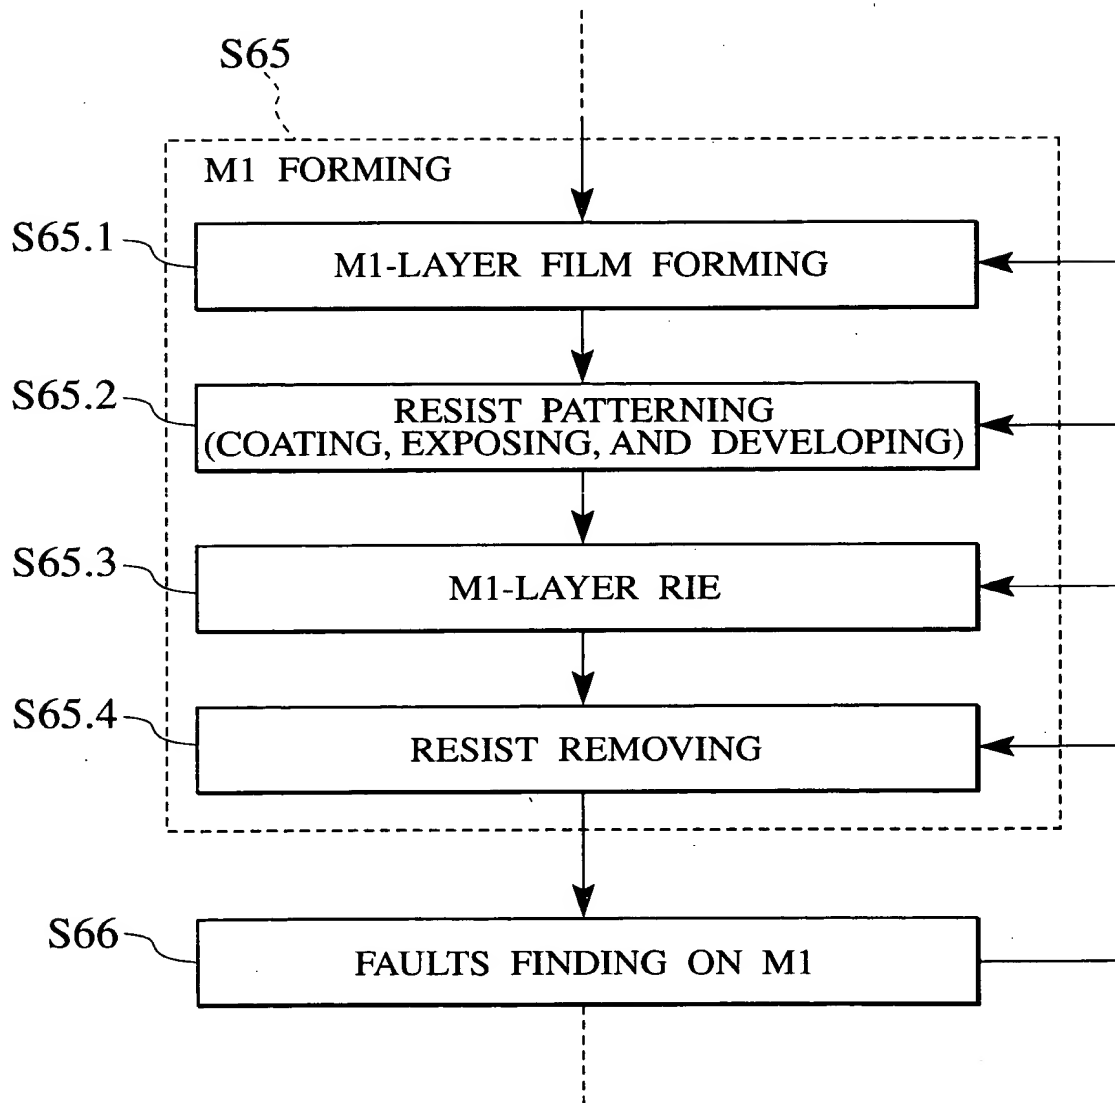 S65
M1 FORMING
S65.1
M1-LAYER FILM FORMING
S65.2
RESIST PATTERNING
(COATING, EXPOSING, AND DEVELOPING)
S65.3
M1-LAYER RIE
S65.4
RESIST REMOVING
S66
FAULTS FINDING ON M1